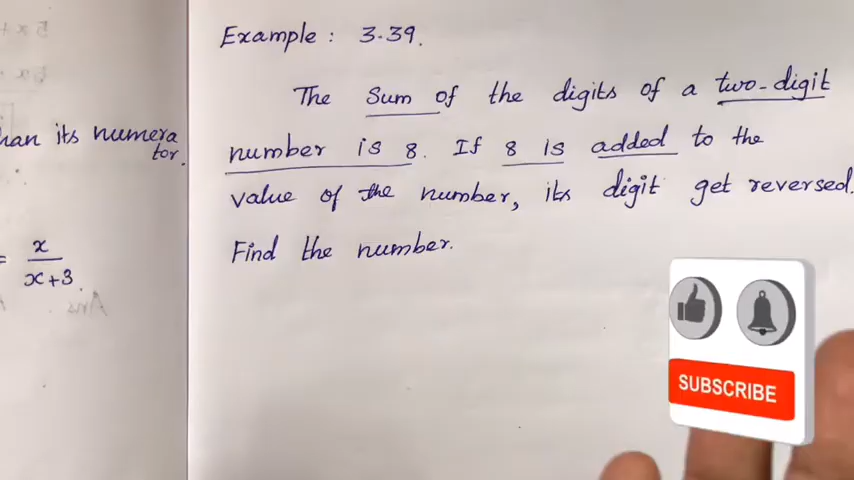 Example : 3.39.
The Sum of the digits of a two-digit
number is 8. If 8 is added to the
value of the number, its digit get reversed.
Find the number.
han its numera
tor.
= x/x+3.
Ans
SUBSCRIBE